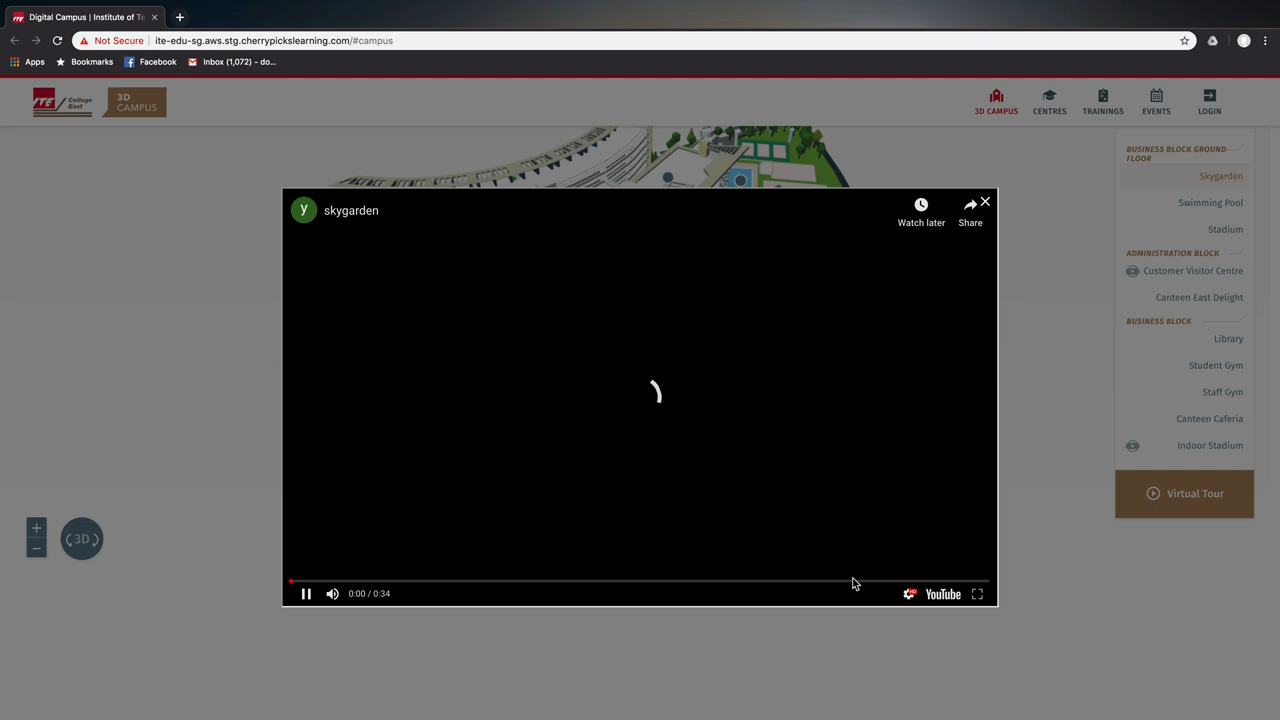 Digital Campus | Institute of Te
Not Secure
ite-edu-sg.aws.stg.cherrypickslearning.com/#campus
Apps
Bookmarks
Facebook
Inbox (1,072) – do...
ITE
College
East
3D
CAMPUS
3D CAMPUS
CENTRES
TRAININGS
EVENTS
LOGIN
BUSINESS BLOCK GROUND
FLOOR
Skygarden
Swimming Pool
Stadium
ADMINISTRATION BLOCK
Customer Visitor Centre
Canteen East Delight
BUSINESS BLOCK
Library
Student Gym
Staff Gym
Canteen Caferia
Indoor Stadium
Virtual Tour
y
skygarden
Watch later
Share
+
−
3D
0:00 / 0:34
HD
YouTube